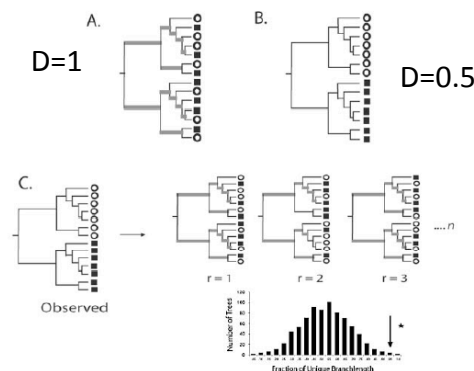 A.
B.
D=1
D=0.5
C.
.... n
Observed
r = 1
r = 2
r = 3
Number of Trees
*
Fraction of Unique Branchlength